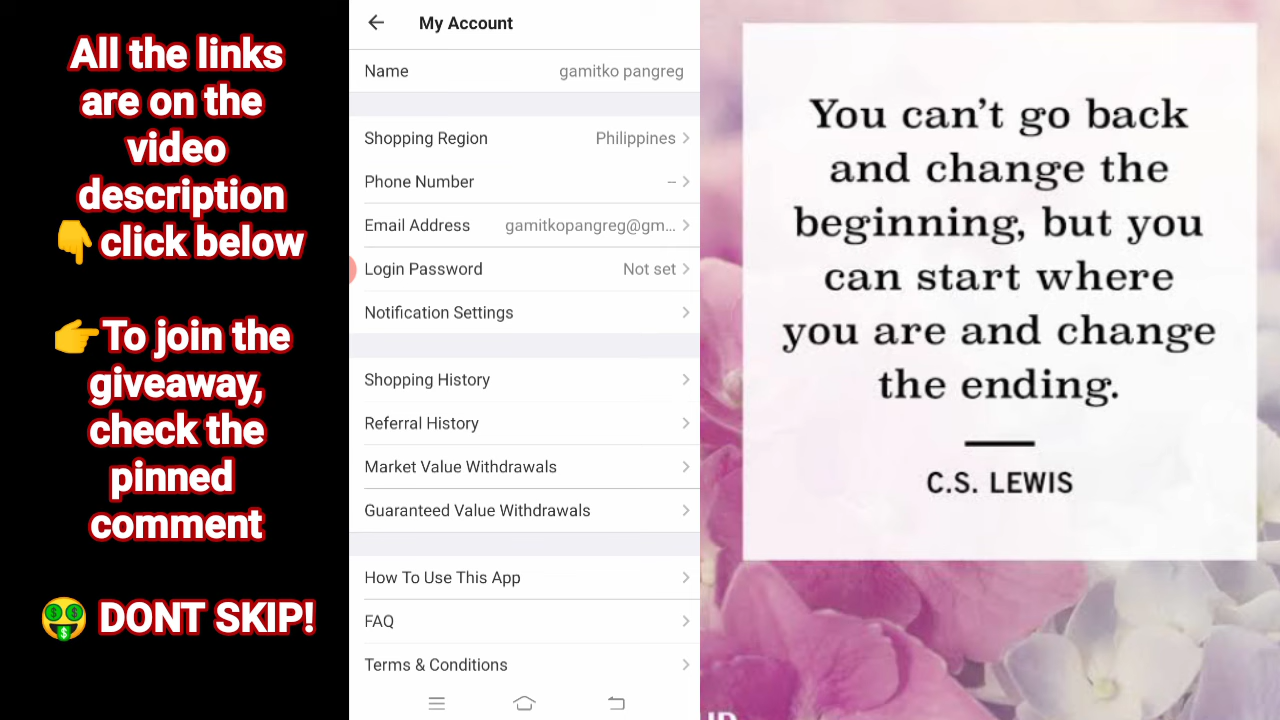 All the links
are on the
video
description
👇click below
👉To join the
giveaway,
check the
pinned
comment
🤑 DONT SKIP!
My Account
Name gamitko pangreg
Shopping Region Philippines
Phone Number --
Email Address gamitkopangreg@gm...
Login Password Not set
Notification Settings
Shopping History
Referral History
Market Value Withdrawals
Guaranteed Value Withdrawals
How To Use This App
FAQ
Terms & Conditions
You can't go back
and change the
beginning, but you
can start where
you are and change
the ending.
C.S. LEWIS